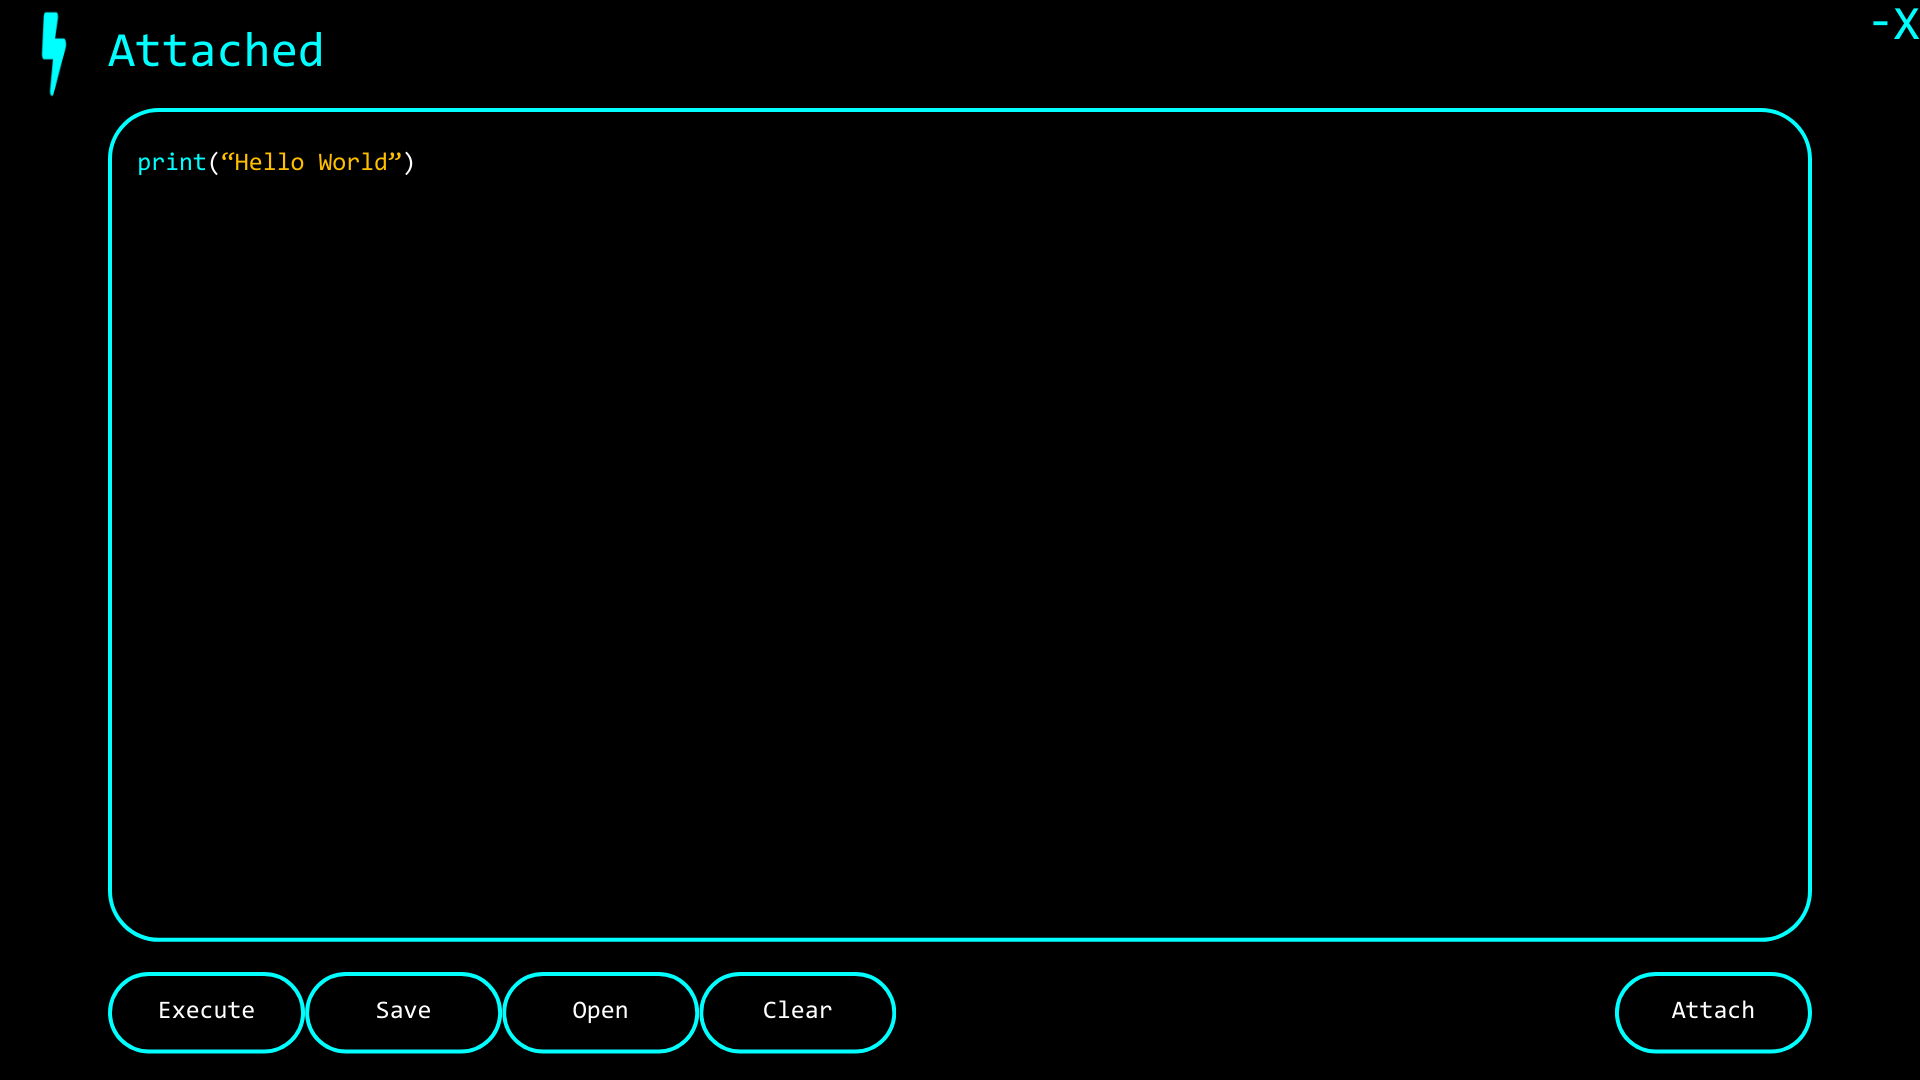 -X
Attached
print(“Hello World”)
Execute Save Open Clear Attach